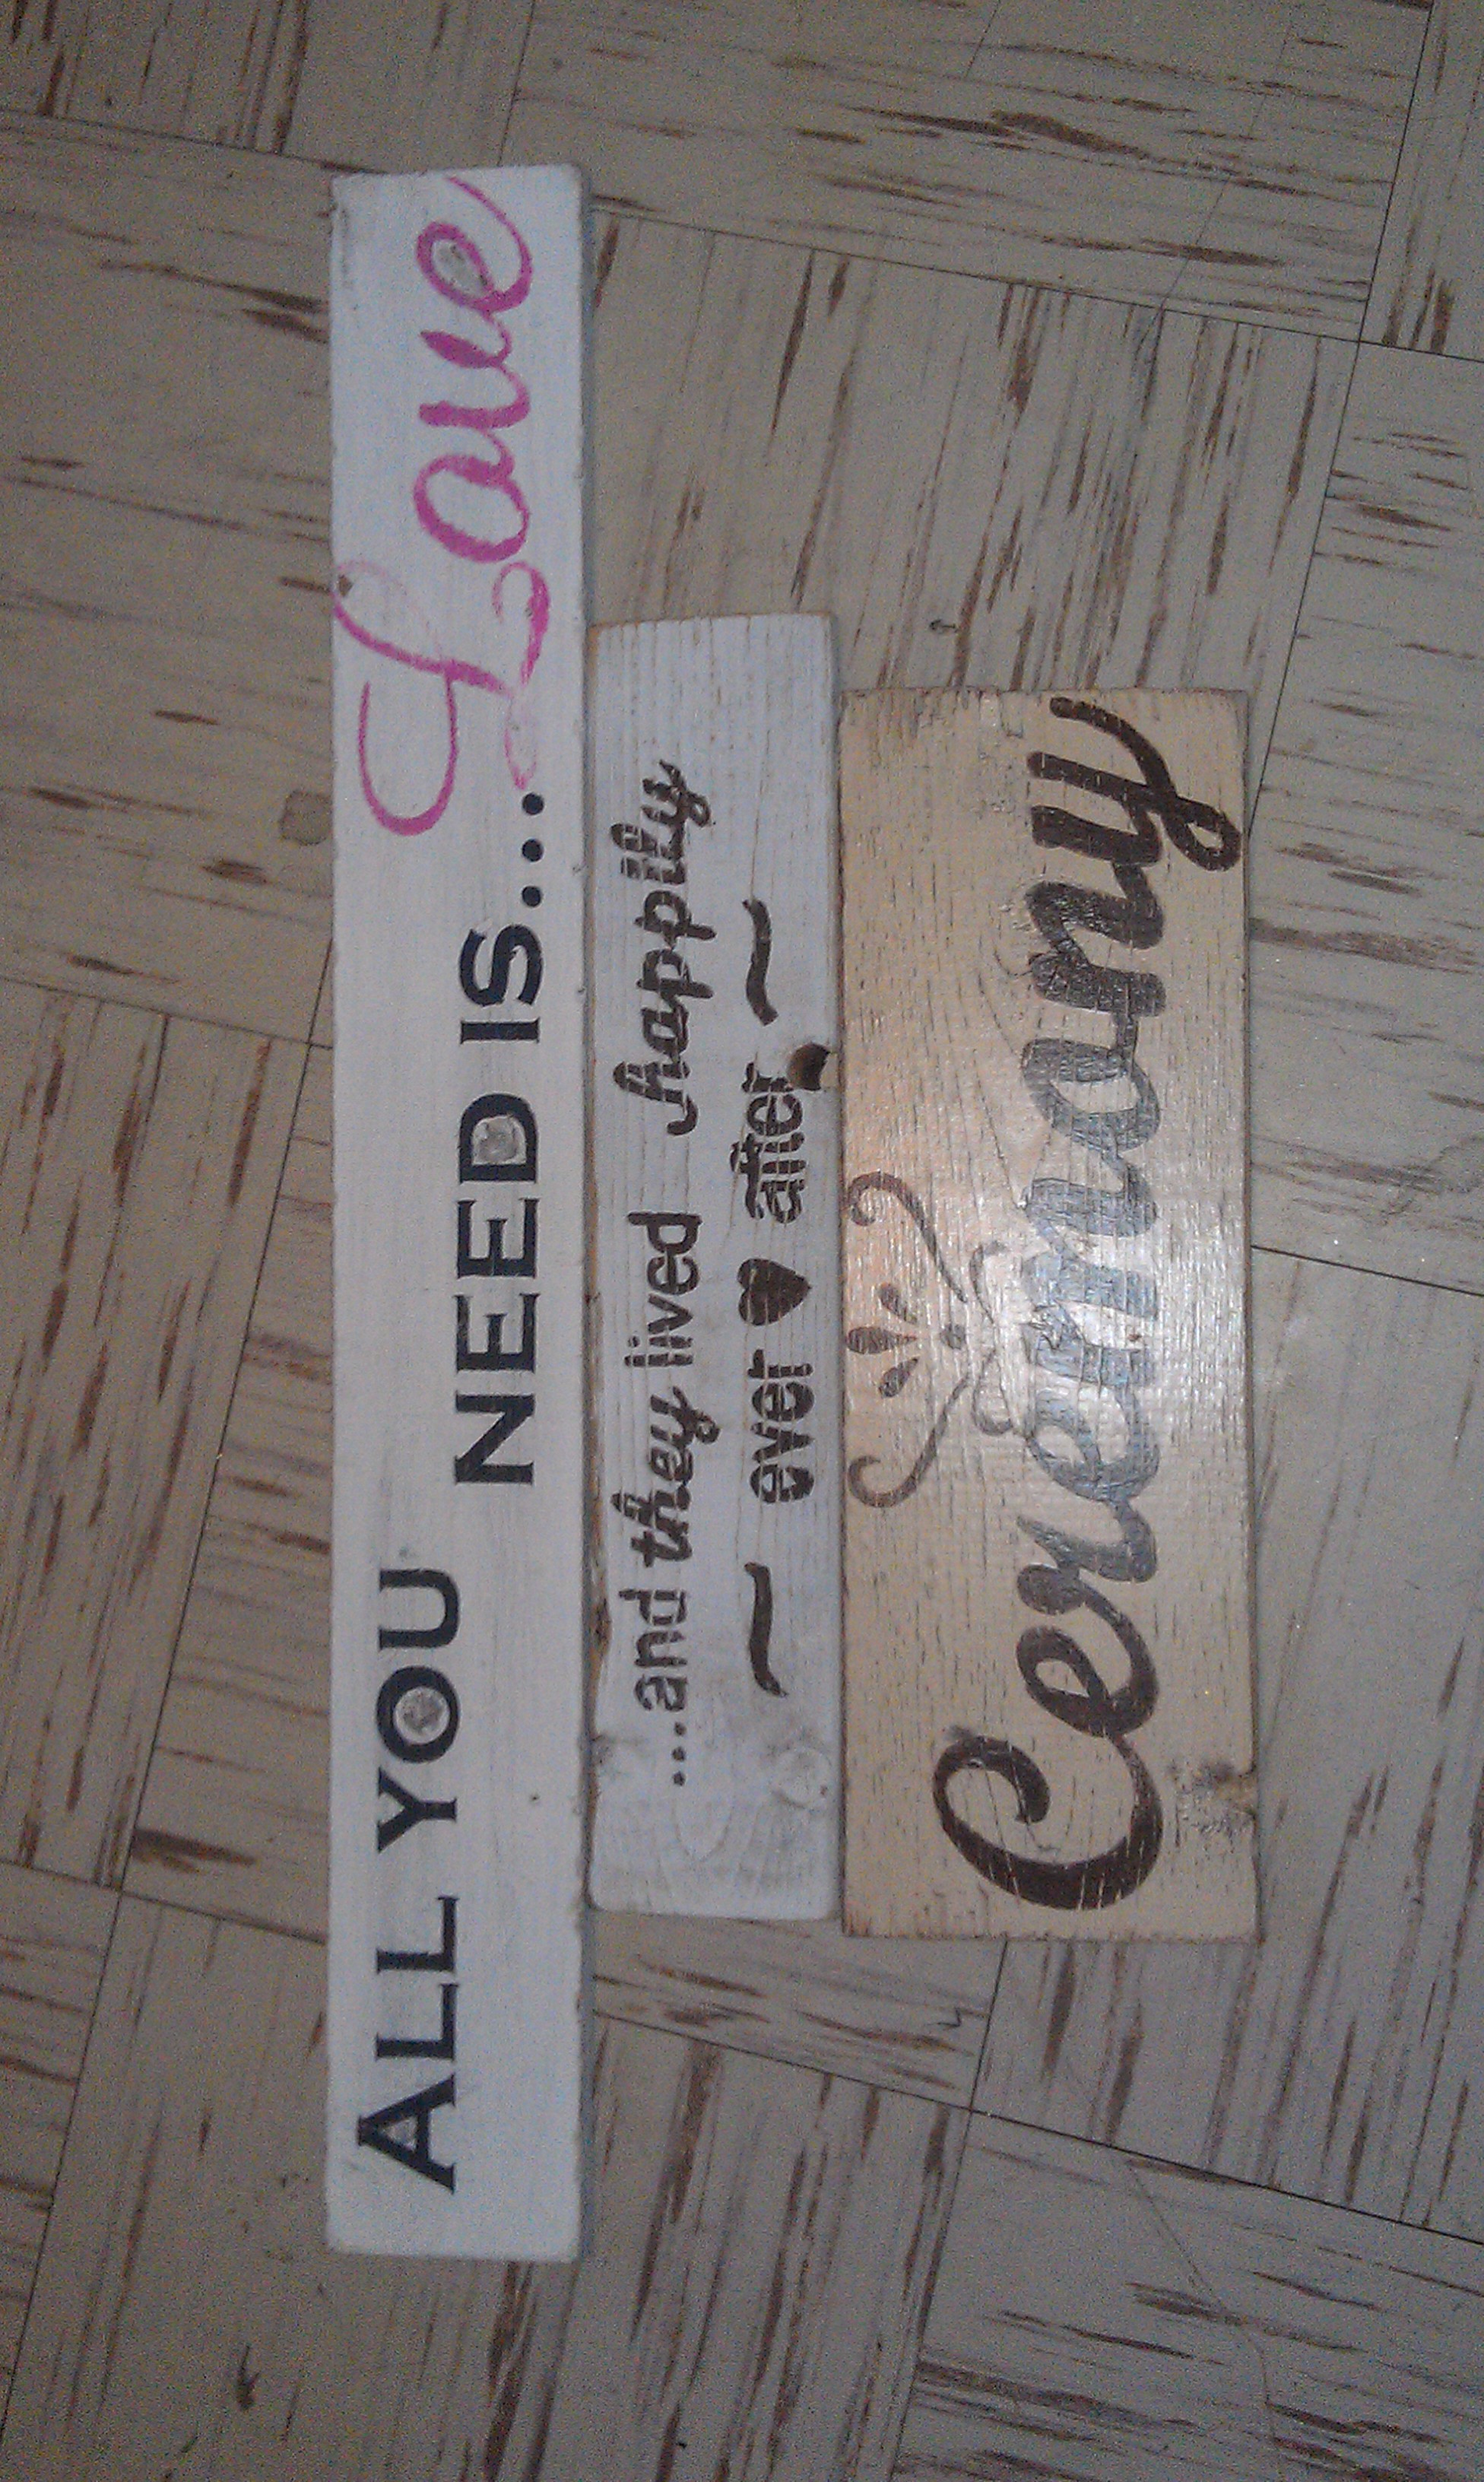 ALL YOU
NEED IS... Love
...and they lived happily
ever after
Ceremony